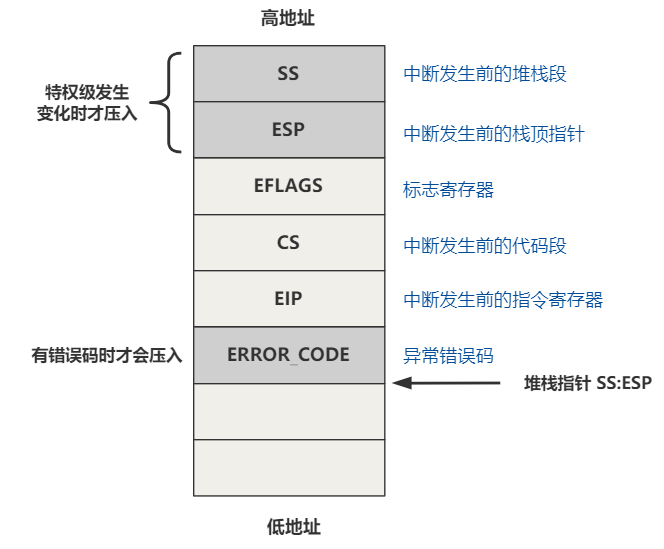 高地址
SS
中断发生前的堆栈段
特权级发生
变化时才压入
ESP
中断发生前的栈顶指针
EFLAGS
标志寄存器
CS
中断发生前的代码段
EIP
中断发生前的指令寄存器
有错误码时才会压入
ERROR_CODE
异常错误码
堆栈指针 SS:ESP
低地址